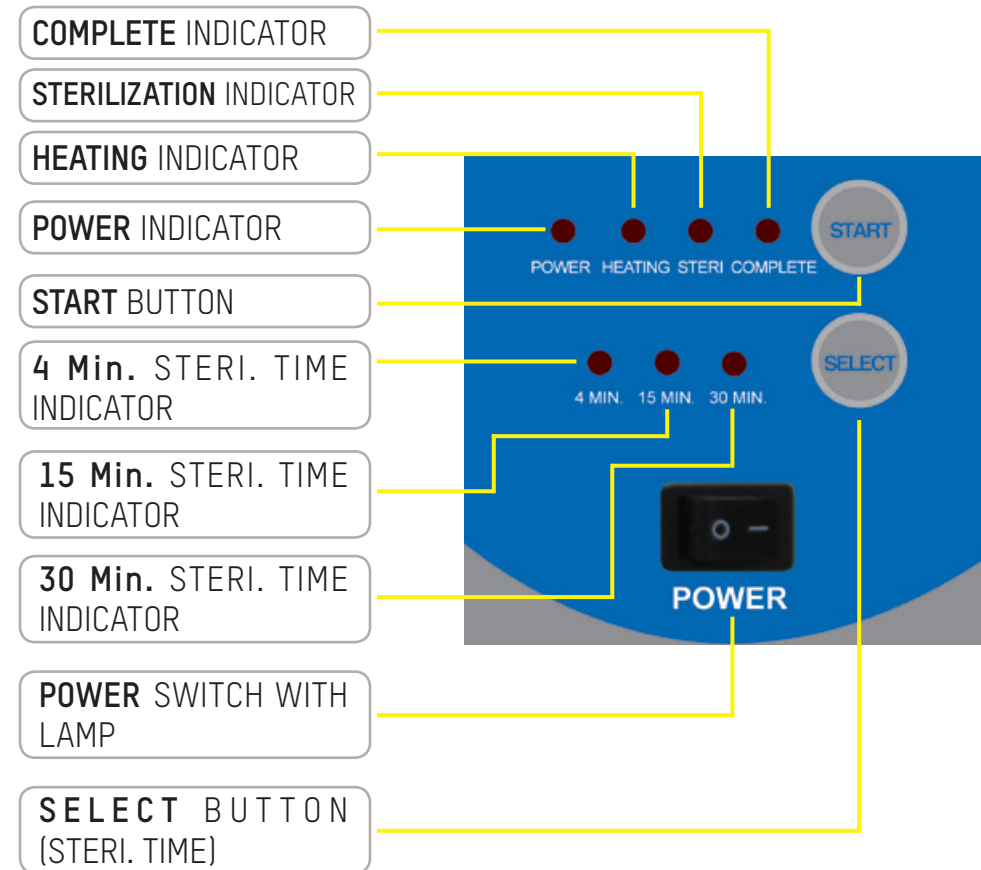 COMPLETE INDICATOR
STERILIZATION INDICATOR
HEATING INDICATOR
POWER INDICATOR
START BUTTON
4 Min. STERI. TIME
INDICATOR
15 Min. STERI. TIME
INDICATOR
30 Min. STERI. TIME
INDICATOR
POWER SWITCH WITH
LAMP
SELECT BUTTON
(STERI. TIME)
START
POWER HEATING STERI COMPLETE
SELECT
4 MIN. 15 MIN. 30 MIN.
O –
POWER